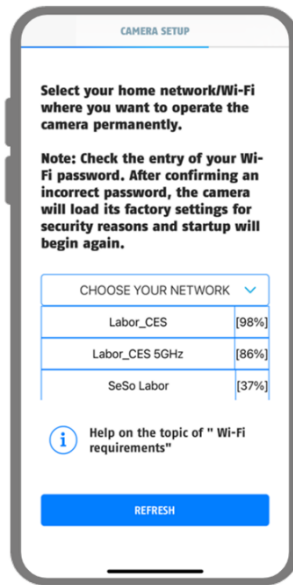 CAMERA SETUP
Select your home network/Wi-Fi
where you want to operate the
camera permanently.
Note: Check the entry of your Wi-
Fi password. After confirming an
incorrect password, the camera
will load its factory settings for
security reasons and startup will
begin again.
CHOOSE YOUR NETWORK
Labor_CES [98%]
Labor_CES 5GHz [86%]
SeSo Labor [37%]
i
Help on the topic of " Wi-Fi
requirements"
REFRESH